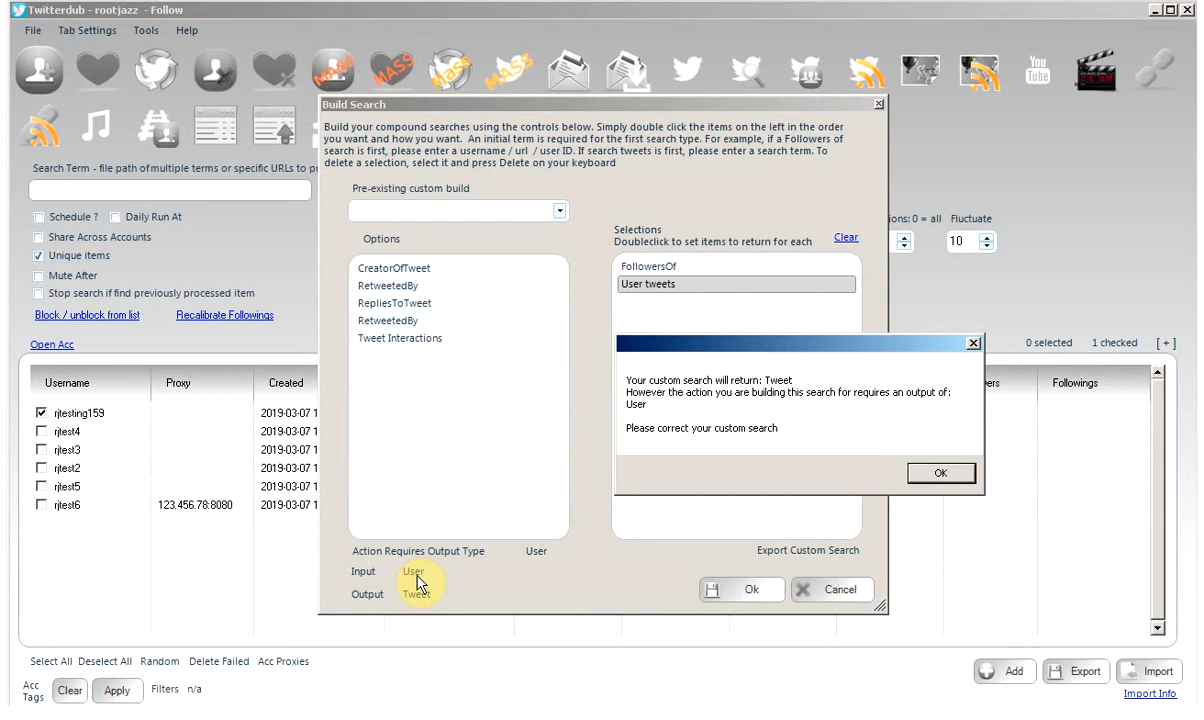 Twitterdub - rootjazz - Follow
File Tab Settings Tools Help
MASS MASS MASS MASS
You
Tube
Search Term - file path of multiple terms or specific URLs to p
Schedule ? Daily Run At
Share Across Accounts
Unique items
Mute After
Stop search if find previously processed item
Block / unblock from list Recalibrate Followings
Open Acc
ions: 0 = all Fluctuate
10
0 selected 1 checked [ + ]
Build Search
Build your compound searches using the controls below. Simply double click the items on the left in the order
you want and how you want. An initial term is required for the first search type. For example, if a Followers of
search is first, please enter a username / url / user ID. If search tweets is first, please enter a search term. To
delete a selection, select it and press Delete on your keyboard
Pre-existing custom build
Options
CreatorOfTweet
RetweetedBy
RepliesToTweet
RetweetedBy
Tweet Interactions
Selections
Doubleclick to set items to return for each Clear
FollowersOf
User tweets
Your custom search will return: Tweet
However the action you are building this search for requires an output of:
User
Please correct your custom search
OK
Action Requires Output Type User
Input User
Output Tweet
Export Custom Search
Ok Cancel
Username Proxy Created ers Followings
rjtesting159 2019-03-07 1
rjtest4 2019-03-07 1
rjtest3 2019-03-07 1
rjtest2 2019-03-07 1
rjtest5 2019-03-07 1
rjtest6 123.456.78:8080 2019-03-07 1
Select All Deselect All Random Delete Failed Acc Proxies
Acc
Tags
Clear Apply Filters n/a
Add Export Import
Import Info